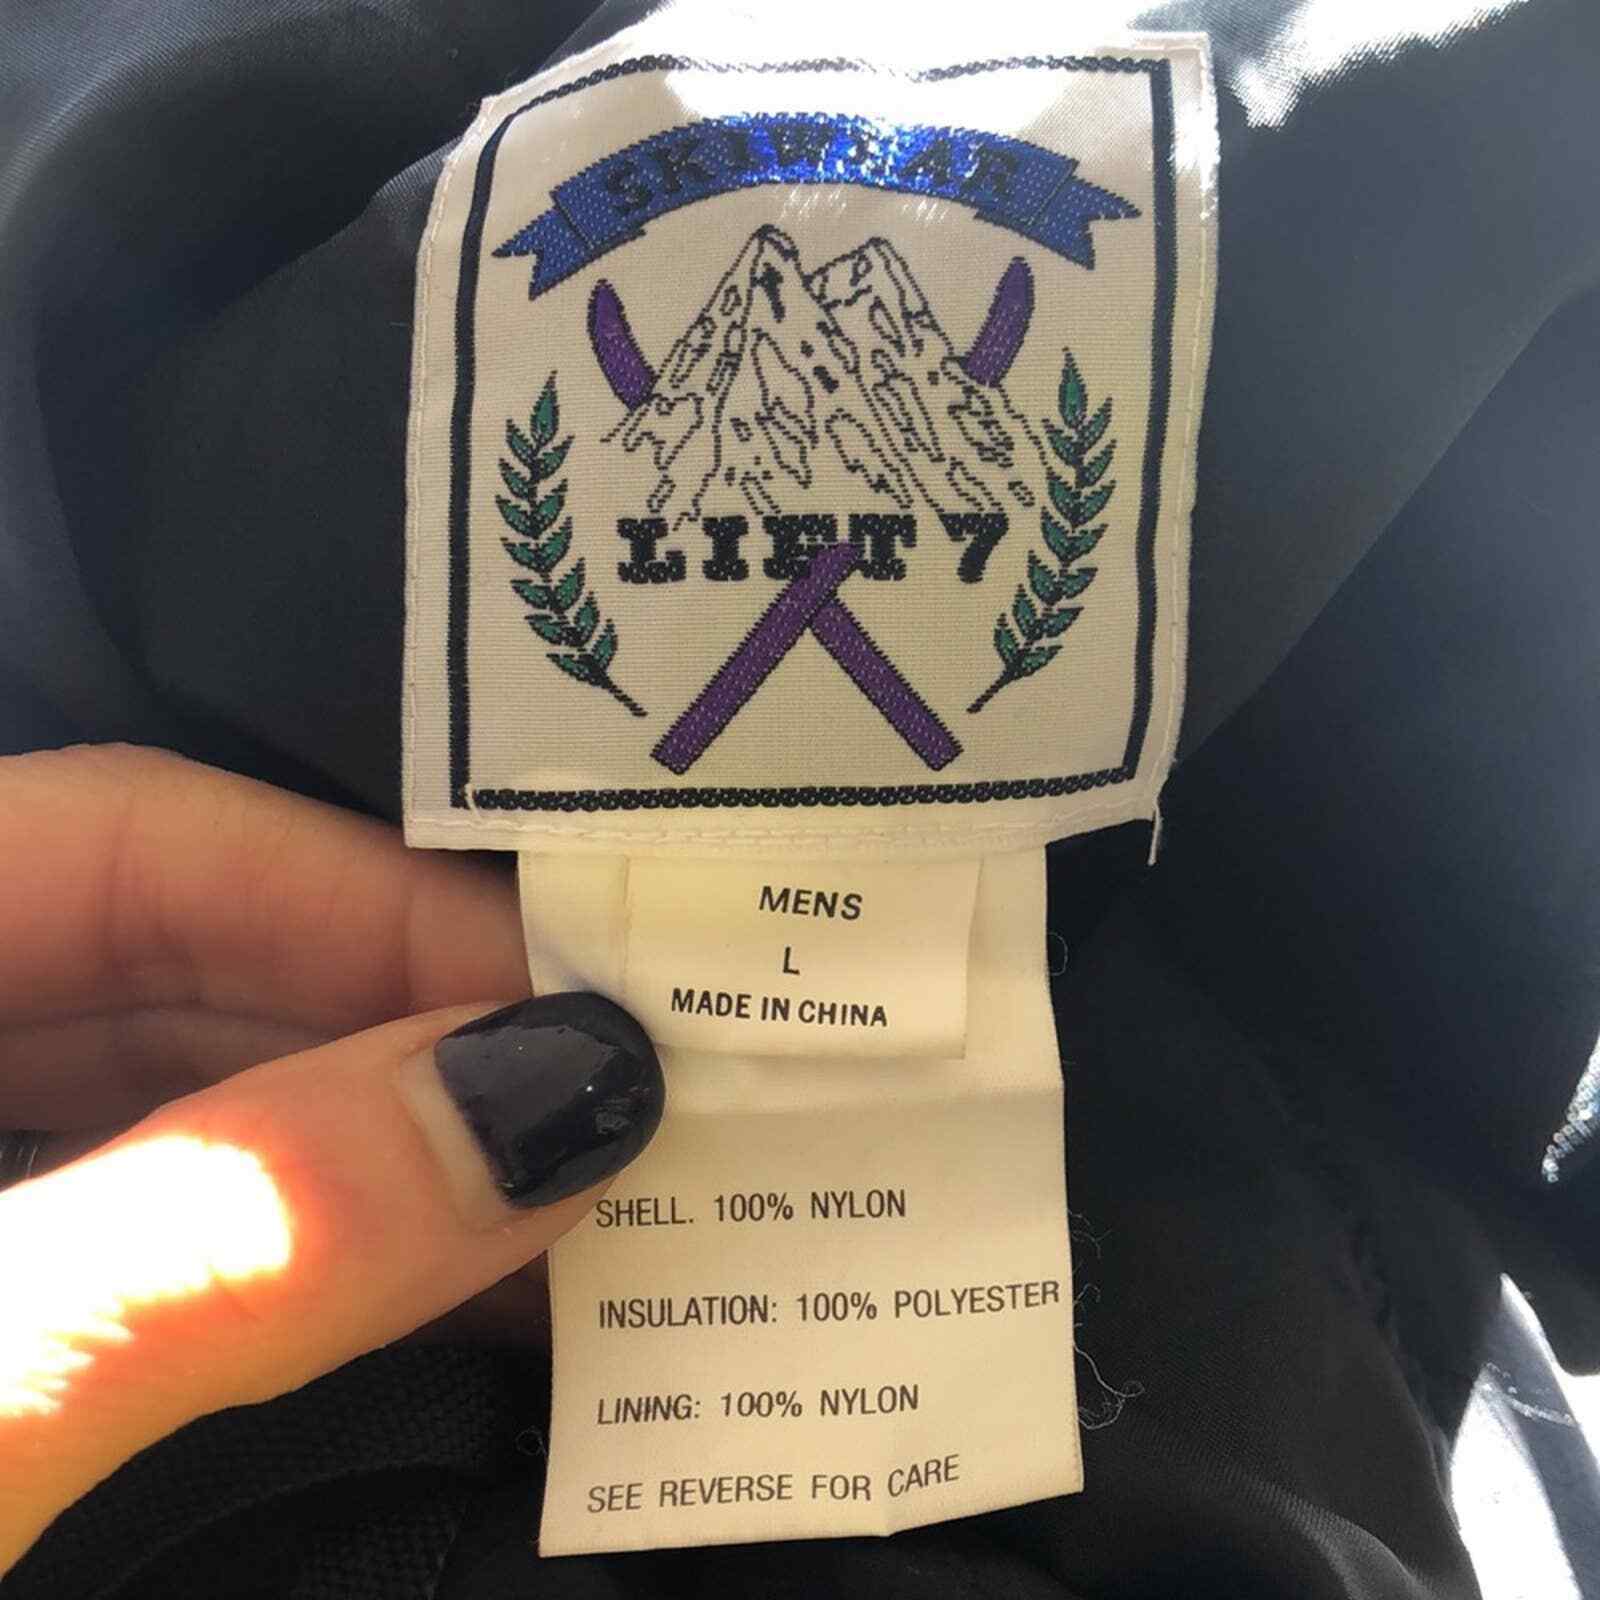 SKIWEAR
LIFT 7
MENS
L
MADE IN CHINA
SHELL. 100% NYLON
INSULATION: 100% POLYESTER
LINING: 100% NYLON
SEE REVERSE FOR CARE